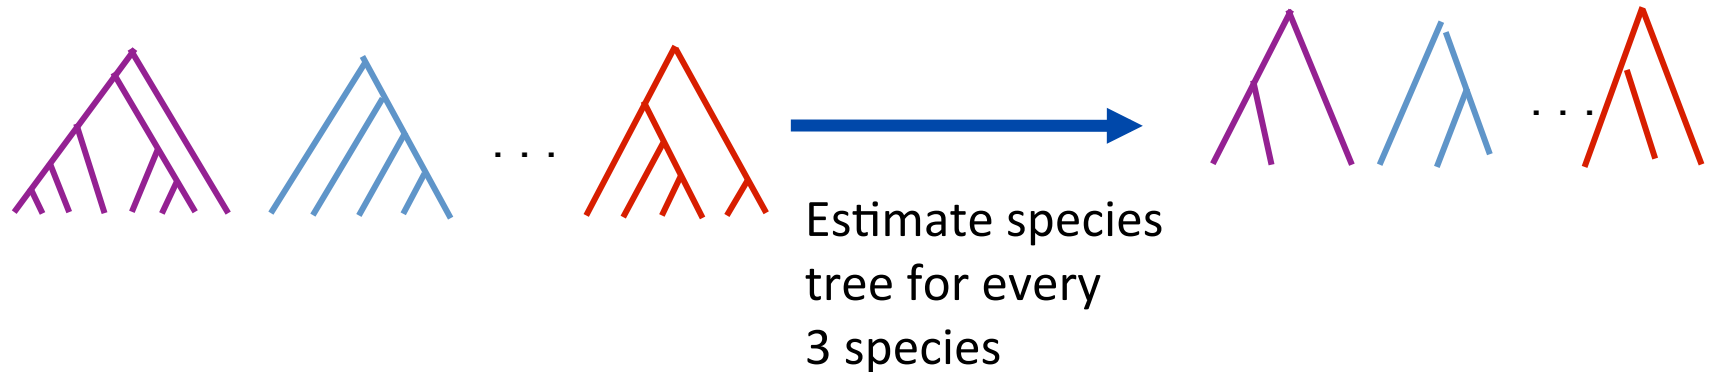 . . .
. . .
Estimate species
tree for every
3 species